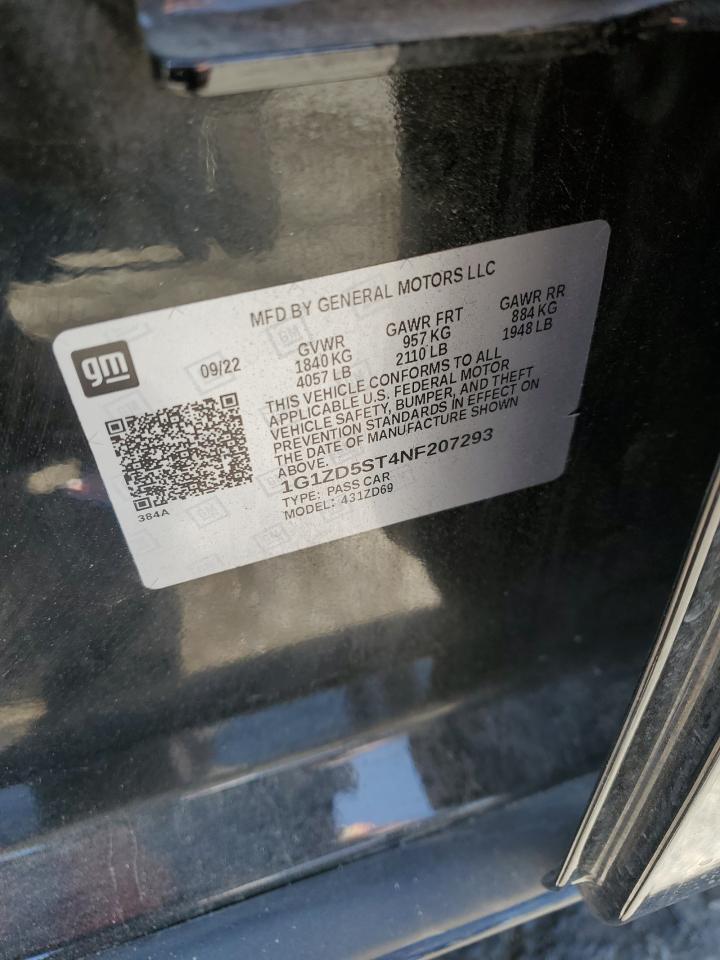 MFD BY GENERAL MOTORS LLC
gm
09/22
GVWR
1840 KG
4057 LB
GAWR FRT
957 KG
2110 LB
GAWR RR
884 KG
1948 LB
THIS VEHICLE CONFORMS TO ALL
APPLICABLE U.S. FEDERAL MOTOR
VEHICLE SAFETY, BUMPER, AND THEFT
PREVENTION STANDARDS IN EFFECT ON
THE DATE OF MANUFACTURE SHOWN
ABOVE.
1G1ZD5ST4NF207293
TYPE: PASS CAR
MODEL: 431ZD69
384A